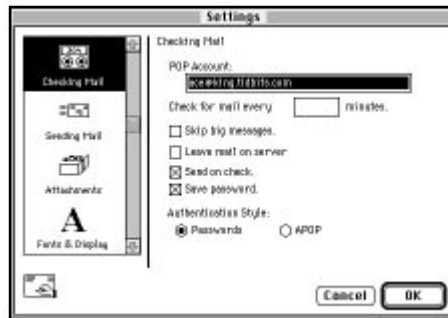 Settings
Checking Mail
Sending Mail
Attachments
Fonts & Display
Checking Mail
POP Account:
ace@king.tidbits.com
Check for mail every minutes.
Skip big messages.
Leave mail on server
Send on check.
Save password.
Authentication Style:
Passwords APOP
Cancel OK